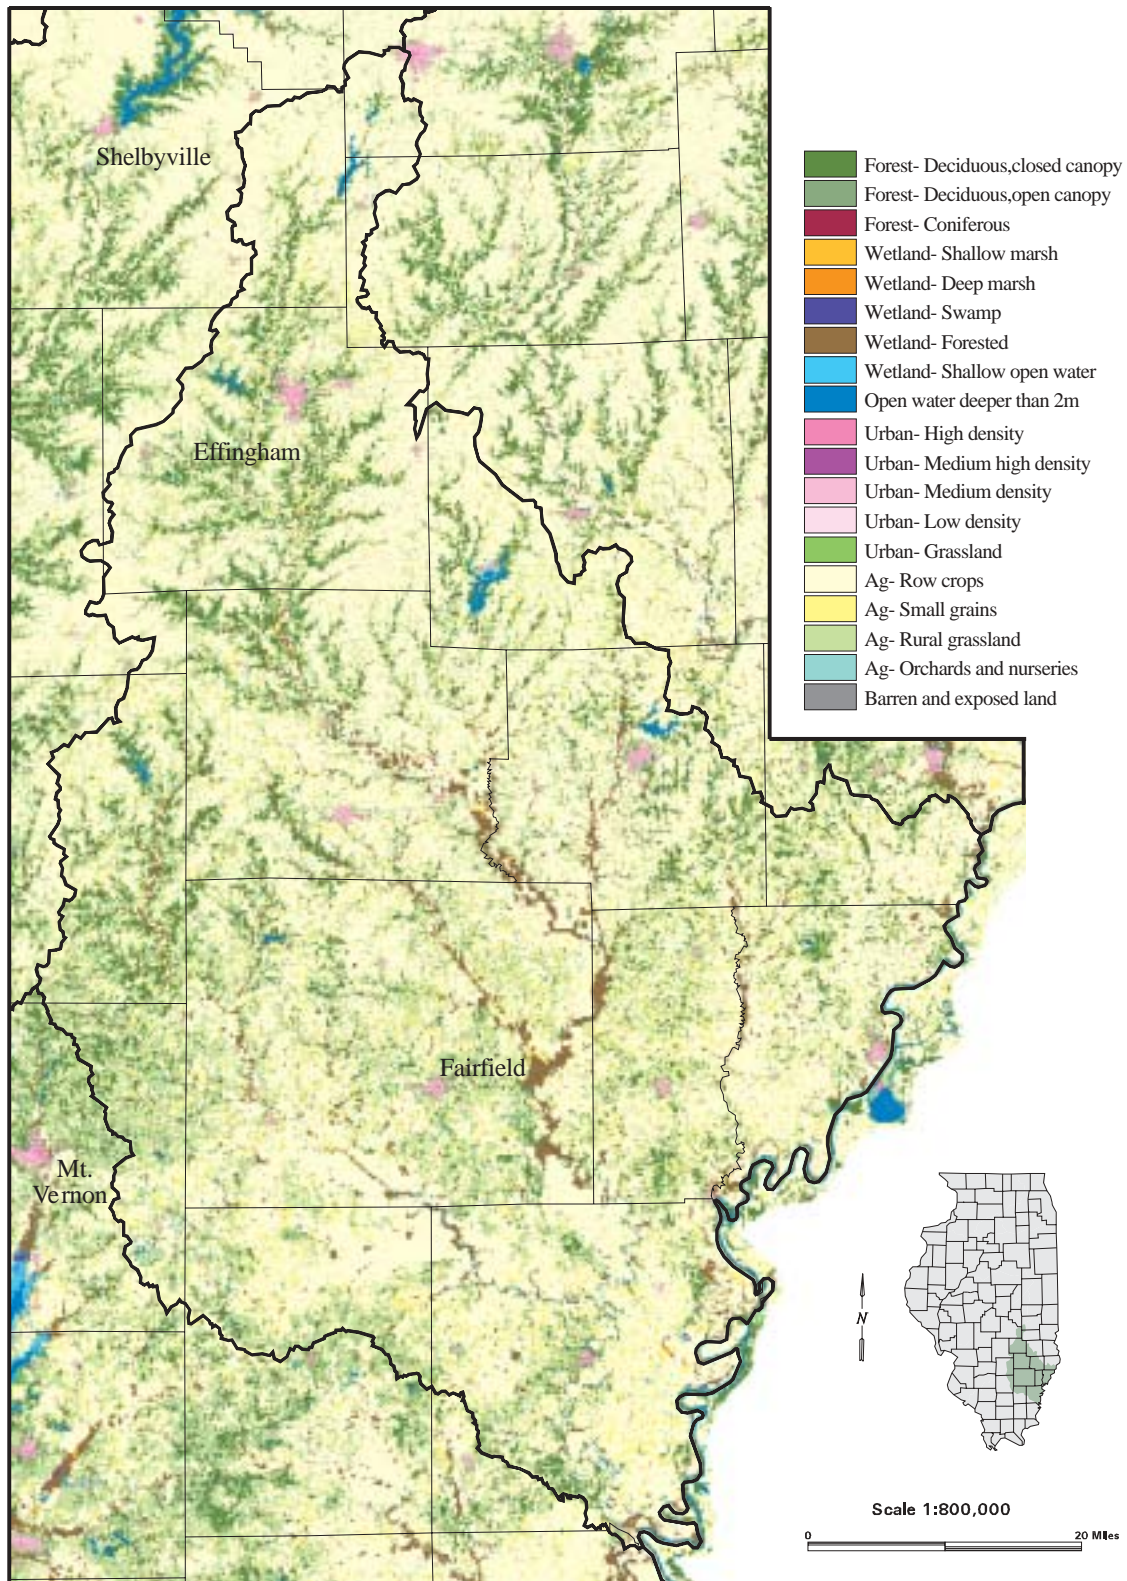 Shelbyville
Effingham
Fairfield
Mt.
Vernon
Forest- Deciduous,closed canopy
Forest- Deciduous,open canopy
Forest- Coniferous
Wetland- Shallow marsh
Wetland- Deep marsh
Wetland- Swamp
Wetland- Forested
Wetland- Shallow open water
Open water deeper than 2m
Urban- High density
Urban- Medium high density
Urban- Medium density
Urban- Low density
Urban- Grassland
Ag- Row crops
Ag- Small grains
Ag- Rural grassland
Ag- Orchards and nurseries
Barren and exposed land
N
Scale 1:800,000
0 20 Miles